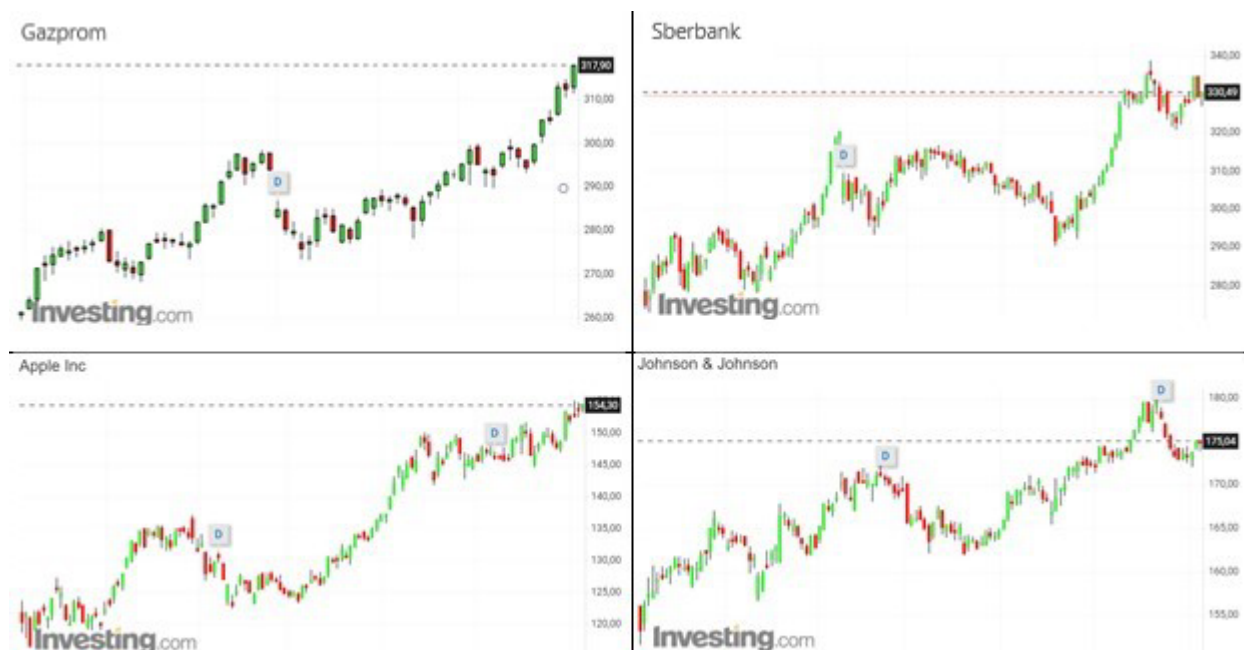 Gazprom
317,90
310,00
300,00
D
290,00
280,00
270,00
260,00
Investing.com
Sberbank
340,00
330,49
320,00
D
310,00
300,00
290,00
280,00
Investing.com
Apple Inc
154,30
150,00
D
145,00
140,00
135,00
D
130,00
125,00
120,00
Investing.com
Johnson & Johnson
D
180,00
175,04
D
170,00
165,00
160,00
155,00
Investing.com